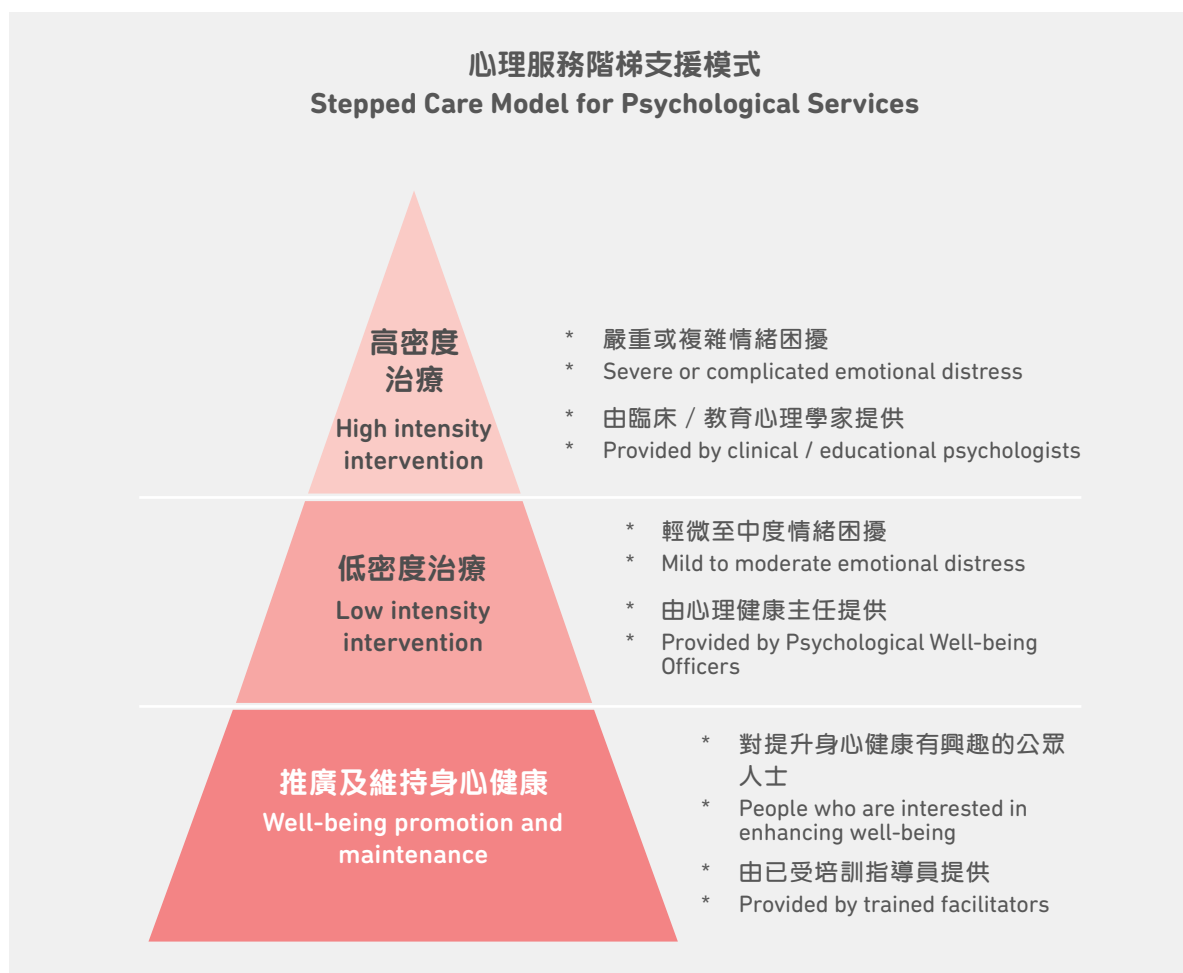 心理服務階梯支援模式
Stepped Care Model for Psychological Services
高密度
治療
High intensity
intervention
* 嚴重或複雜情緒困擾
* Severe or complicated emotional distress
* 由臨床 / 教育心理學家提供
* Provided by clinical / educational psychologists
低密度治療
Low intensity
intervention
* 輕微至中度情緒困擾
* Mild to moderate emotional distress
* 由心理健康主任提供
* Provided by Psychological Well-being
Officers
推廣及維持身心健康
Well-being promotion and
maintenance
* 對提升身心健康有興趣的公眾
人士
* People who are interested in
enhancing well-being
* 由已受培訓指導員提供
* Provided by trained facilitators